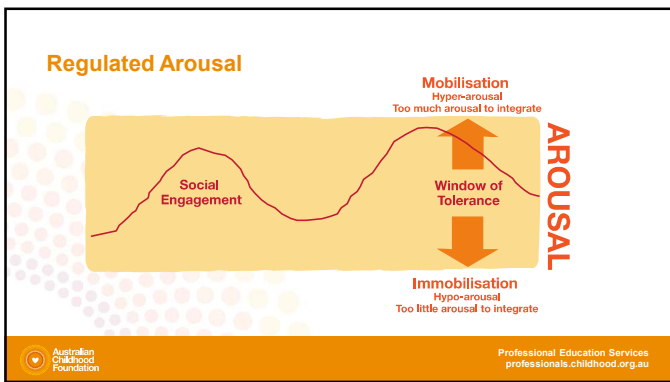 Regulated Arousal
Mobilisation
Hyper-arousal
Too much arousal to integrate
Social
Engagement
Window of
Tolerance
AROUSAL
Immobilisation
Hypo-arousal
Too little arousal to integrate
Australian
Childhood
Foundation
Professional Education Services
professionals.childhood.org.au